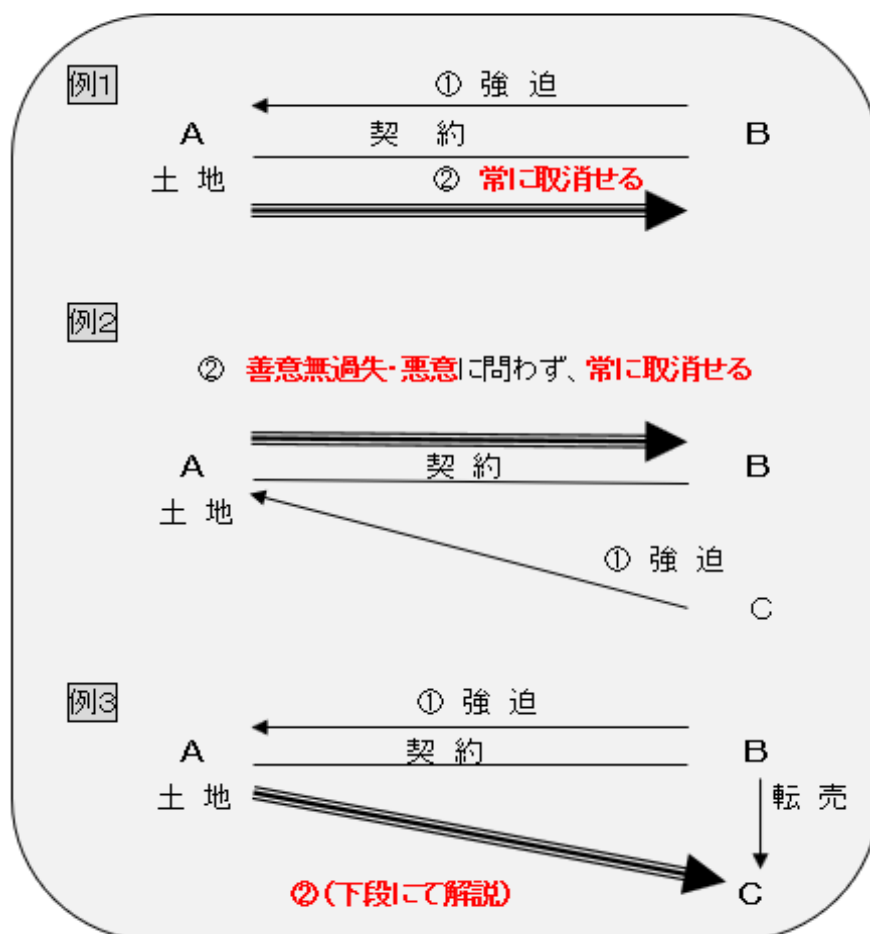 例1
① 強 迫
A 契 約 B
土 地 ② 常に取消せる
例2
② 善意無過失・悪意に問わず、常に取消せる
A 契 約 B
土 地
① 強 迫
C
例3
① 強 迫
A 契 約 B
土 地 転 売
②(下段にて解説) C